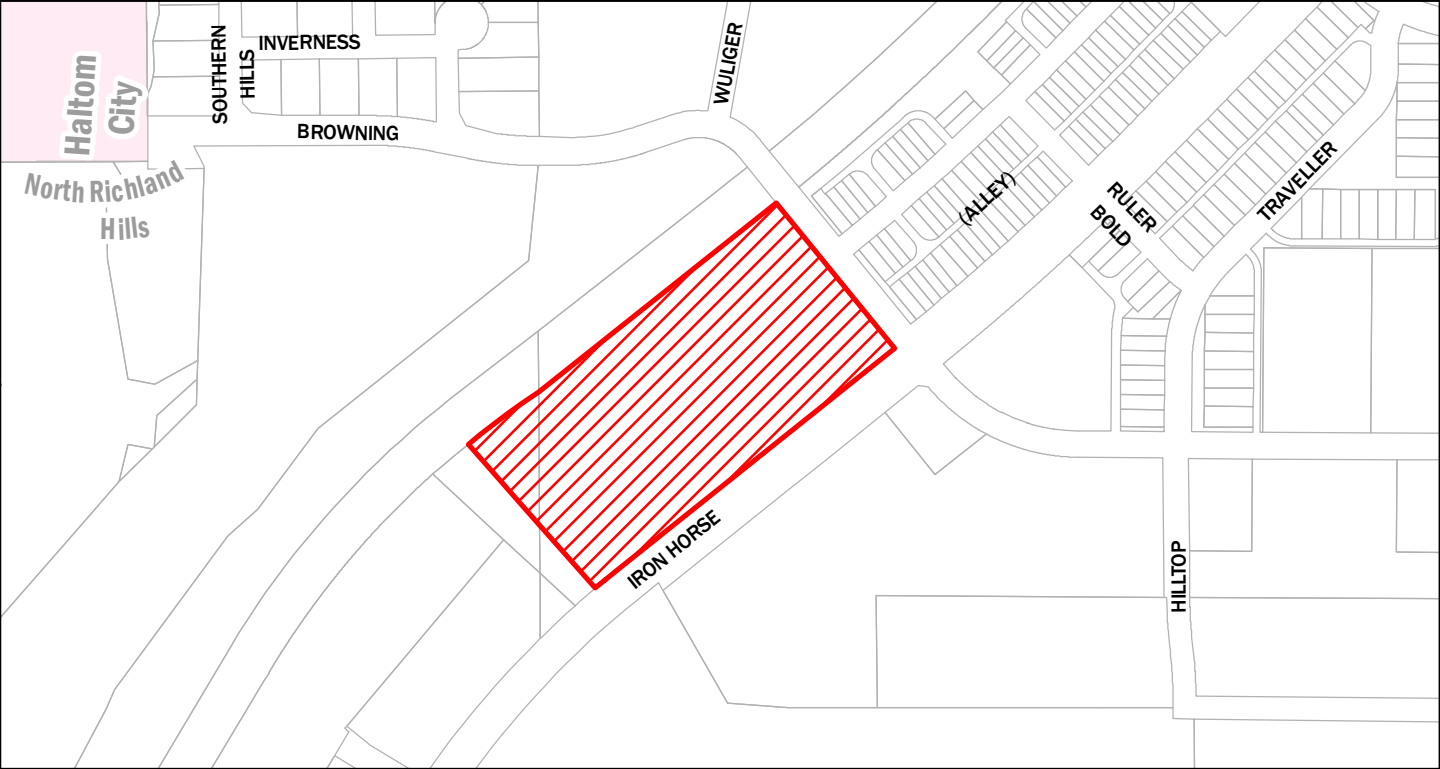 SOUTHERN
HILLS
INVERNESS
WULIGER
Haltom
City
BROWNING
North Richland
Hills
(ALLEY)
RULER
BOLD
TRAVELLER
IRON HORSE
HILLTOP